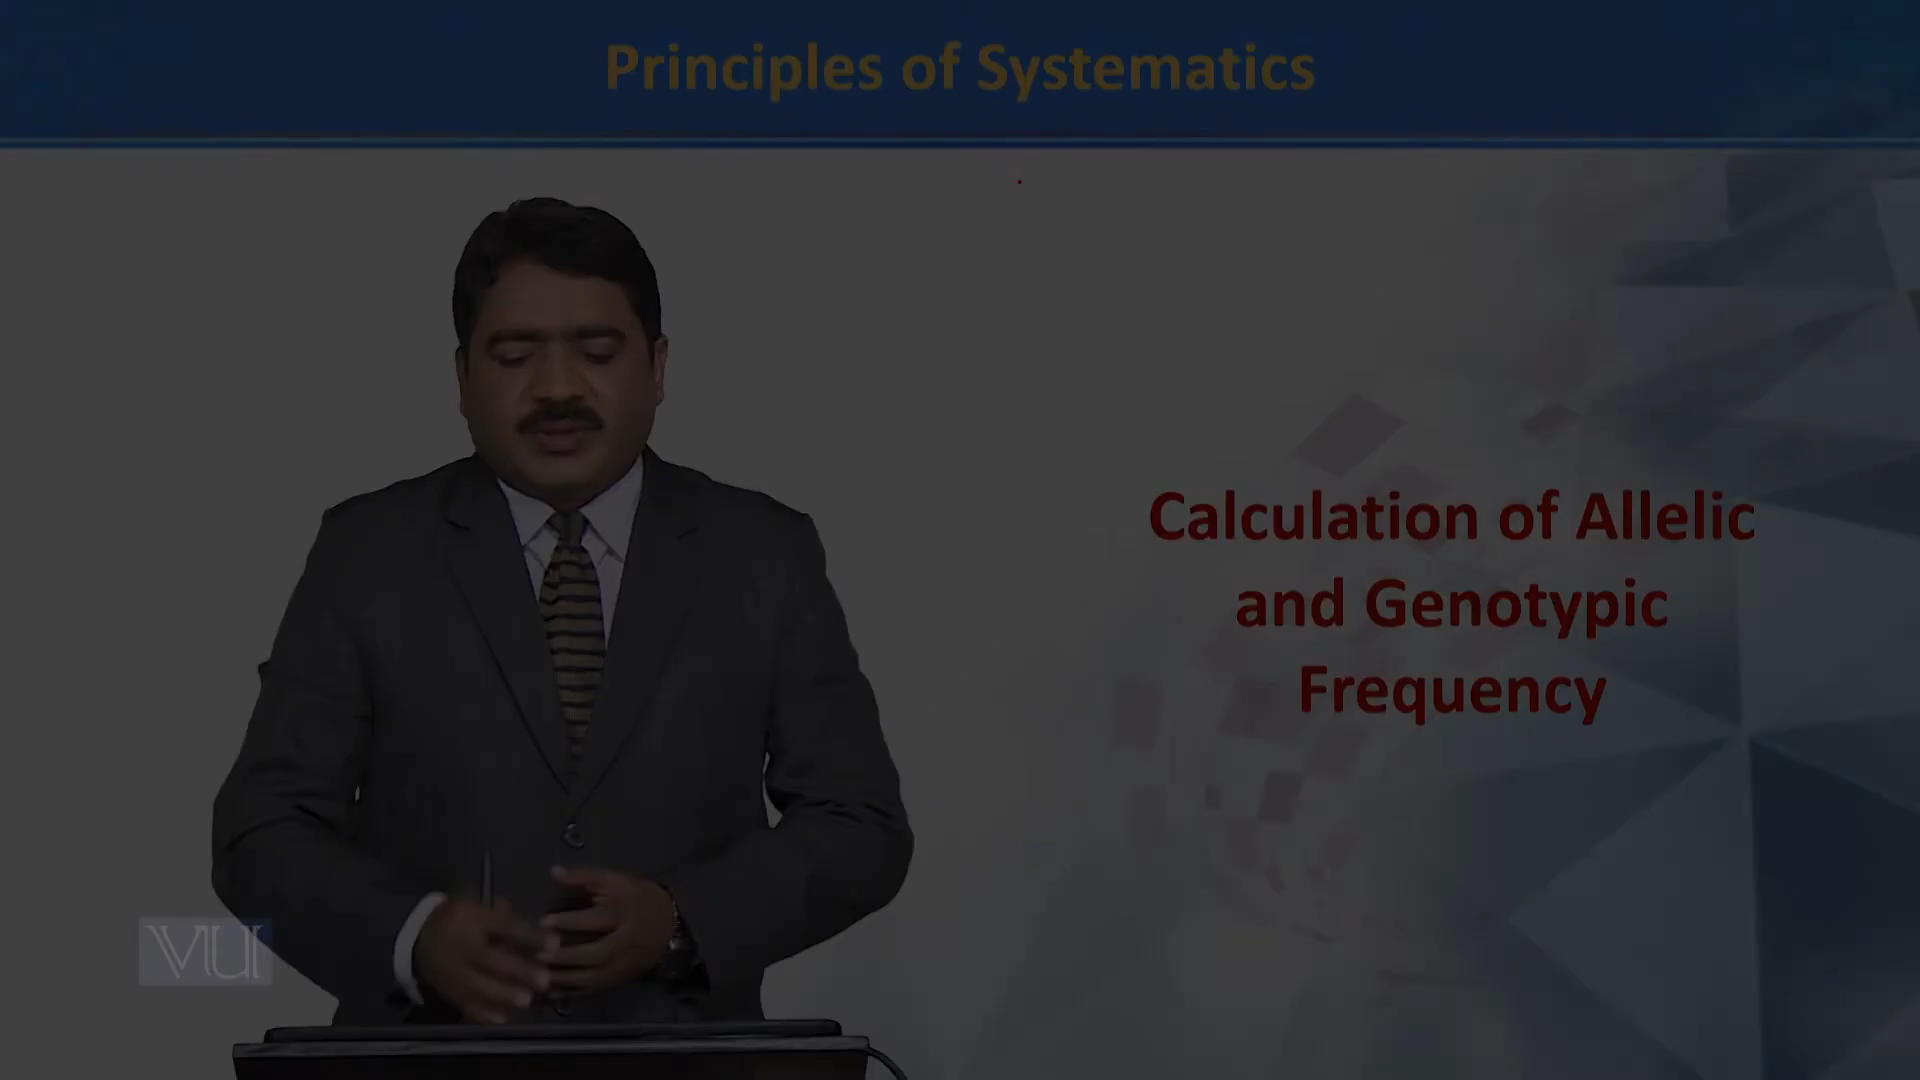 Principles of Systematics
Calculation of Allelic
and Genotypic
Frequency
VU